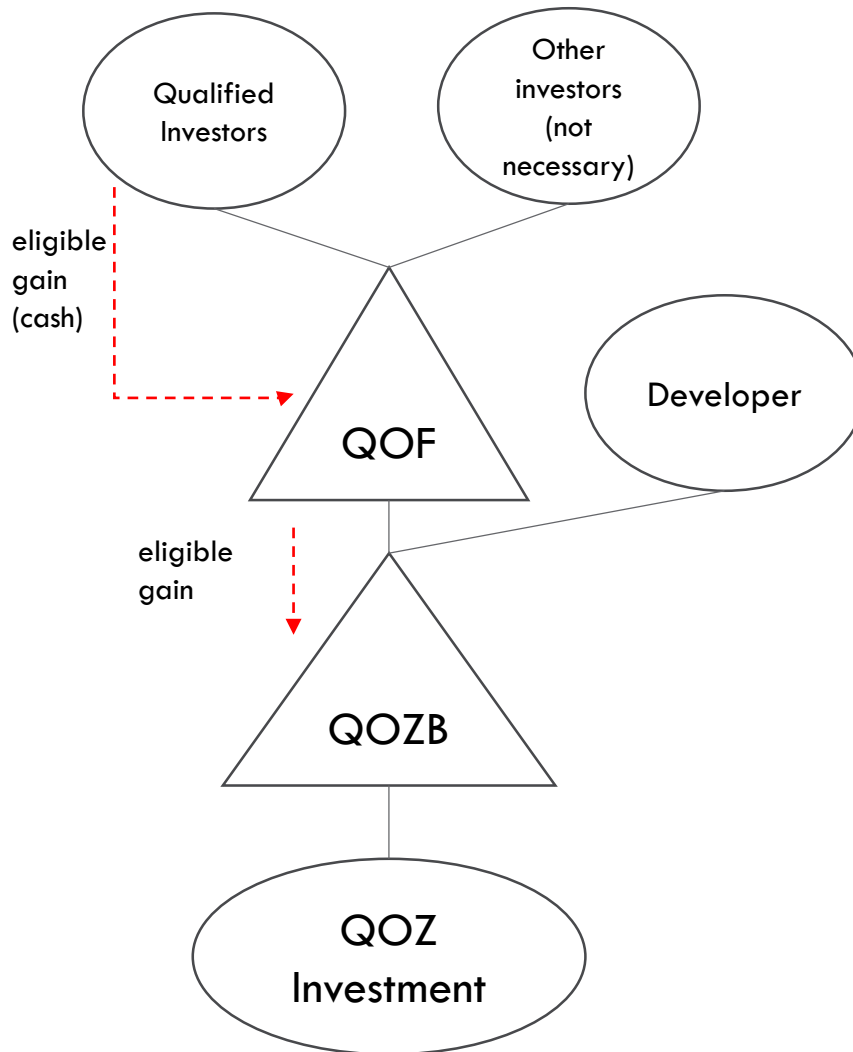 Qualified
Investors
Other
investors
(not
necessary)
eligible
gain
(cash)
QOF
Developer
eligible
gain
QOZB
QOZ
Investment